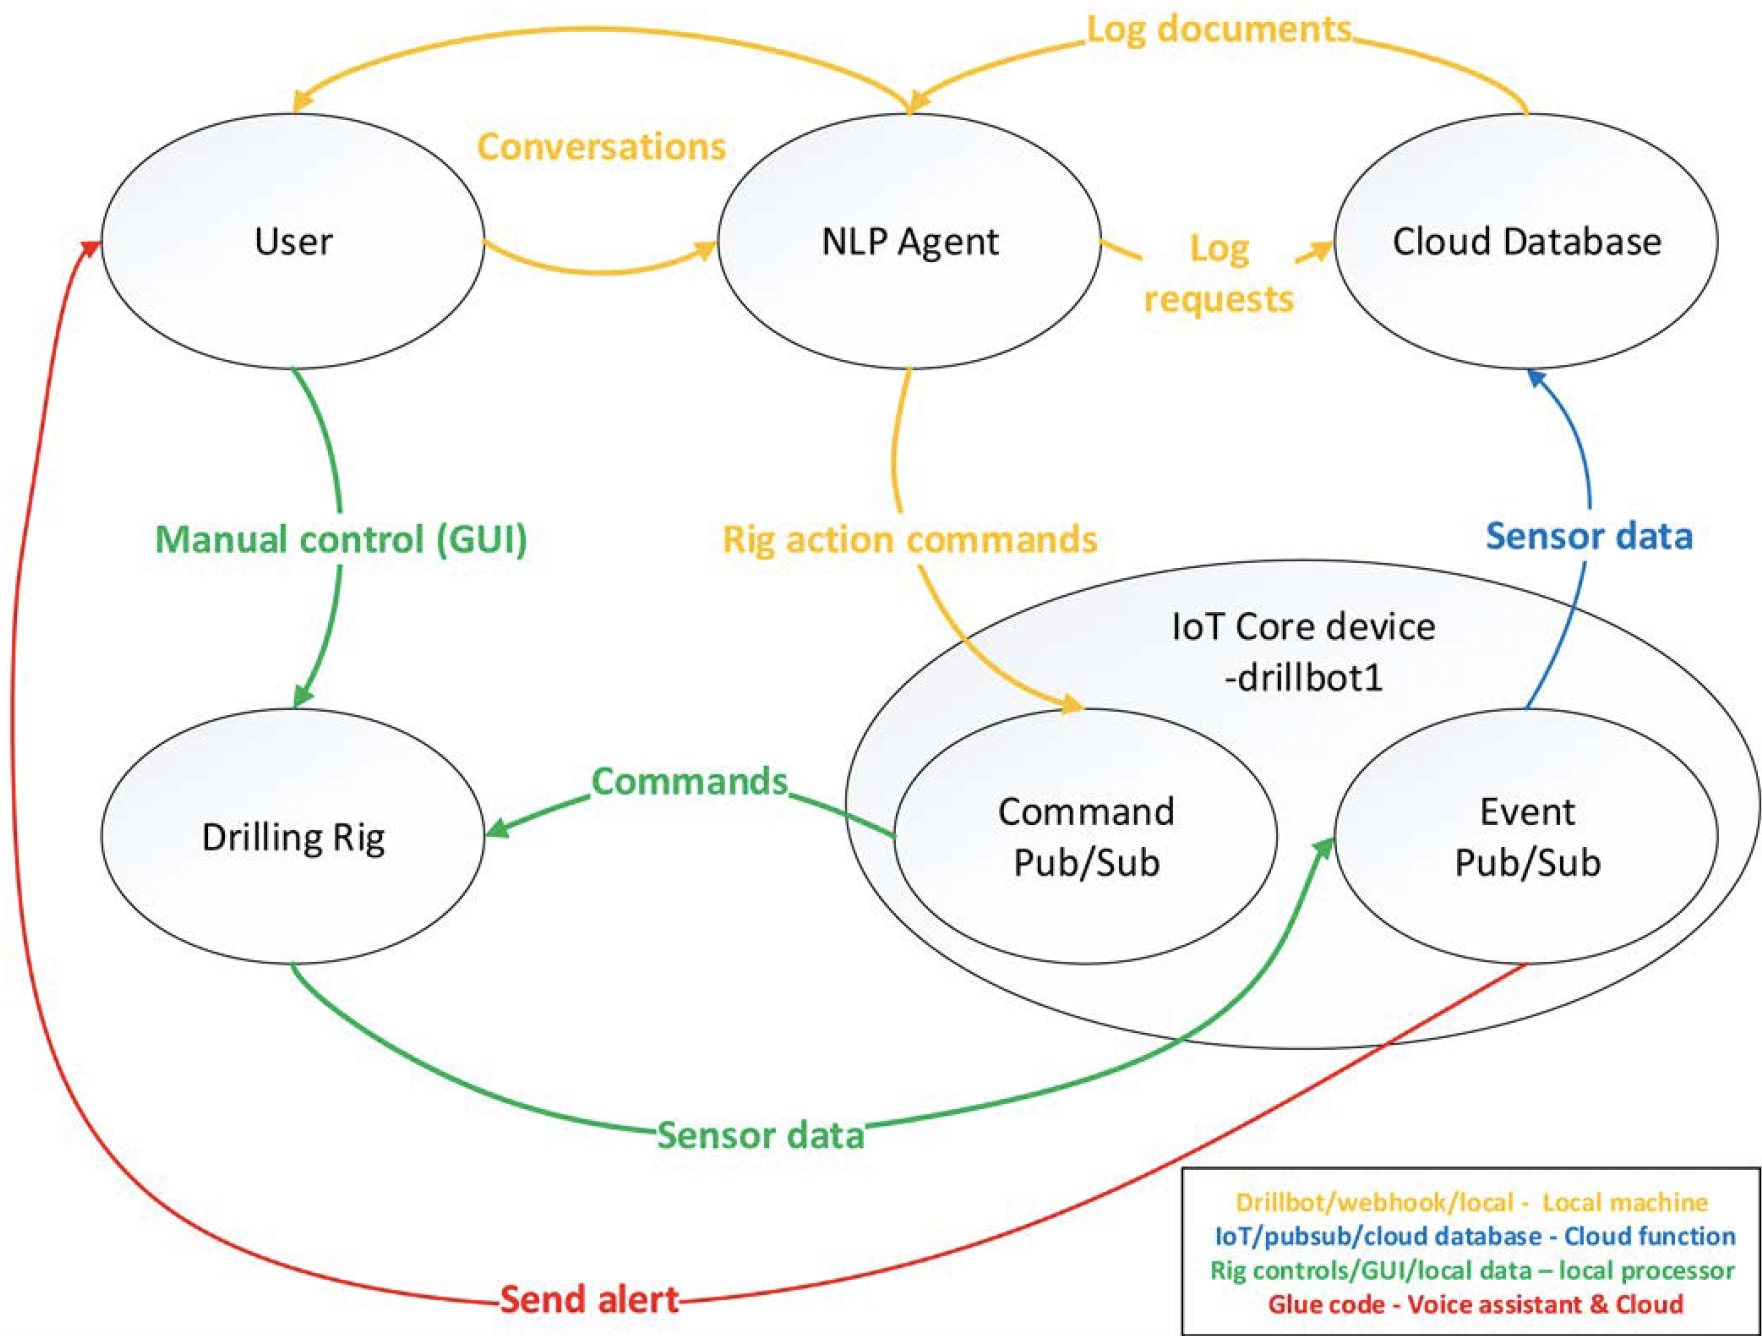 Log documents
Conversations
User
NLP Agent
Log
requests
Cloud Database
Manual control (GUI)
Rig action commands
Sensor data
IoT Core device
-drillbot1
Commands
Drilling Rig
Command
Pub/Sub
Event
Pub/Sub
Sensor data
Send alert
Drillbot/webhook/local - Local machine
IoT/pubsub/cloud database - Cloud function
Rig controls/GUI/local data – local processor
Glue code - Voice assistant & Cloud